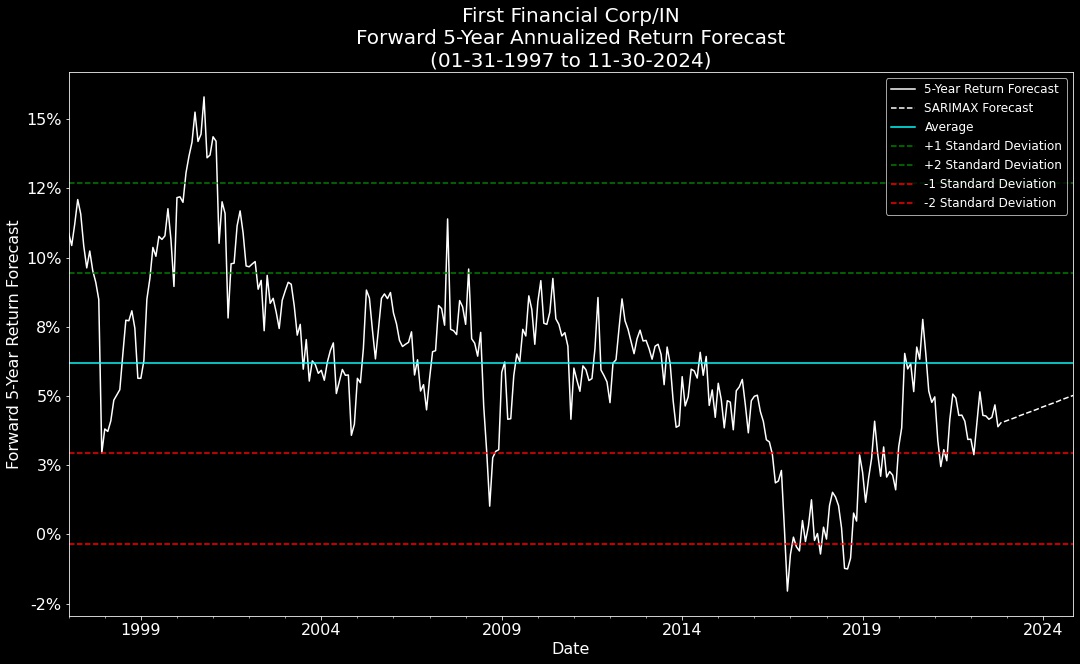 First Financial Corp/IN
Forward 5-Year Annualized Return Forecast
(01-31-1997 to 11-30-2024)
5-Year Return Forecast
SARIMAX Forecast
Average
+1 Standard Deviation
+2 Standard Deviation
-1 Standard Deviation
-2 Standard Deviation
Forward 5-Year Return Forecast
15%
12%
10%
8%
5%
3%
0%
-2%
1999
2004
2009
2014
2019
2024
Date